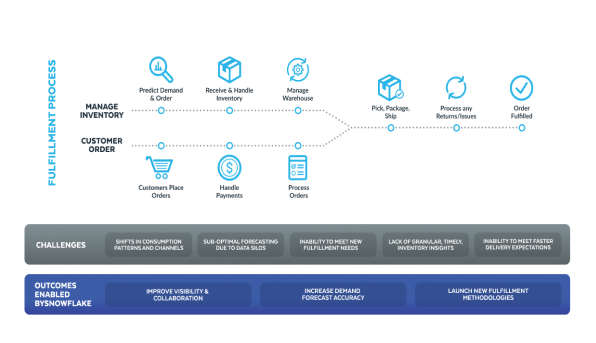 FULFILLMENT PROCESS
Predict Demand
& Order
Receive & Handle
Inventory
Manage
Warehouse
MANAGE
INVENTORY
Pick, Package,
Ship
Process any
Returns/Issues
Order
Fulfilled
CUSTOMER
ORDER
Customers Place
Orders
Handle
Payments
Process
Orders
CHALLENGES
SHIFTS IN CONSUMPTION
PATTERNS AND CHANNELS
SUB-OPTIMAL FORECASTING
DUE TO DATA SILOS
INABILITY TO MEET NEW
FULFILLMENT NEEDS
LACK OF GRANULAR, TIMELY,
INVENTORY INSIGHTS
INABILITY TO MEET FASTER
DELIVERY EXPECTATIONS
OUTCOMES
ENABLED
BYSNOWFLAKE
IMPROVE VISIBILITY &
COLLABORATION
INCREASE DEMAND
FORECAST ACCURACY
LAUNCH NEW FULFILLMENT
METHODOLOGIES